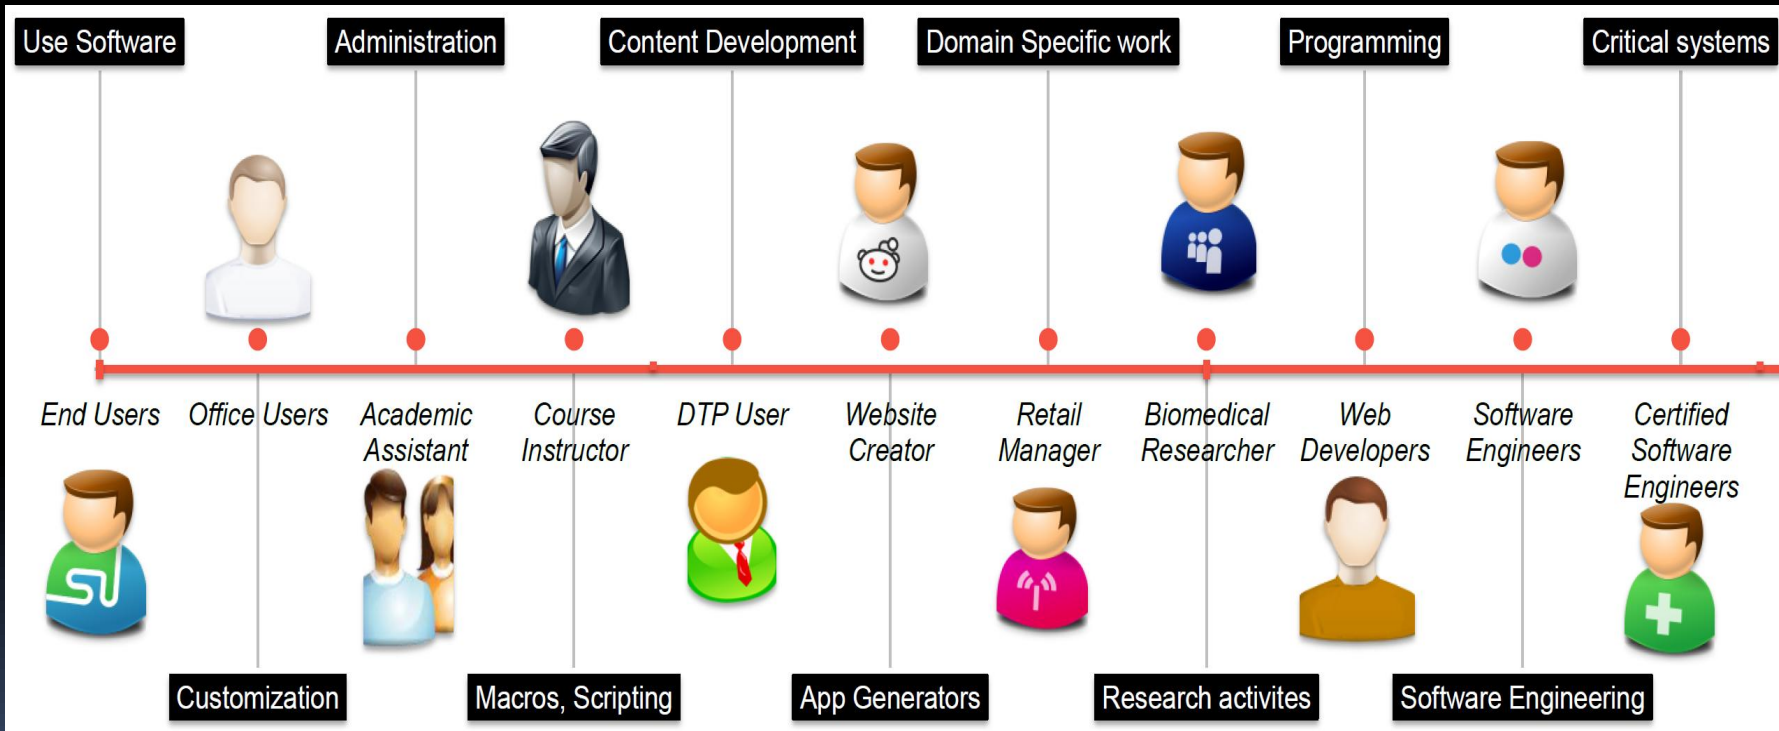 Use Software
Administration
Content Development
Domain Specific work
Programming
Critical systems
End Users
Office Users
Academic
Assistant
Course
Instructor
DTP User
Website
Creator
Retail
Manager
Biomedical
Researcher
Web
Developers
Software
Engineers
Certified
Software
Engineers
Customization
Macros, Scripting
App Generators
Research activites
Software Engineering